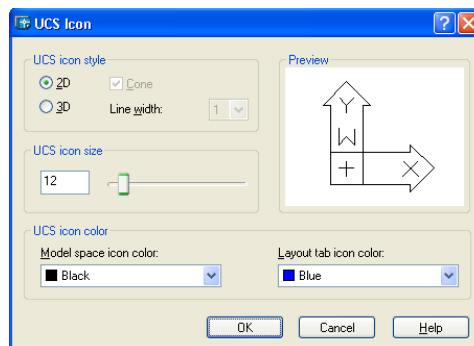 UCS Icon
UCS icon style
2D
Cone
3D
Line width:
1
Preview
Y
W
+
X
UCS icon size
12
UCS icon color
Model space icon color:
Black
Layout tab icon color:
Blue
OK
Cancel
Help